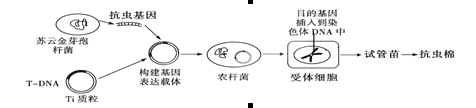 抗虫基因
苏云金芽孢
杆菌
T-DNA
Ti 质粒
构建基因
表达载体
农杆菌
目的基因
插入到染
色体DNA中
受体细胞
试管苗
抗虫棉